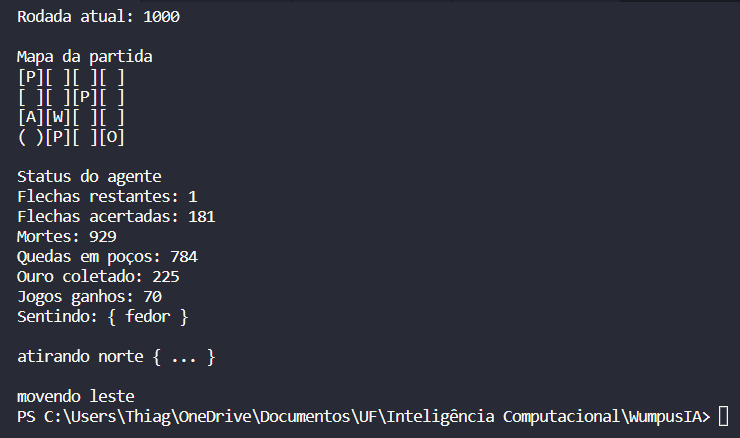 Rodada atual: 1000
Mapa da partida
[P][ ][ ][ ]
[ ][ ][P][ ]
[A][W][ ][ ]
( )[P][ ][O]
Status do agente
Flechas restantes: 1
Flechas acertadas: 181
Mortes: 929
Quedas em poços: 784
Ouro coletado: 225
Jogos ganhos: 70
Sentindo: { fedor }
atirando norte { ... }
movendo leste
PS C:\Users\Thiag\OneDrive\Documentos\UF\Inteligência Computacional\WumpusIA>